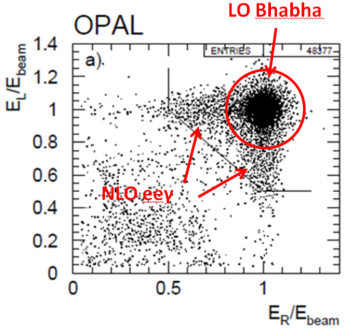 LO Bhabha
OPAL
ENTRIES 48377
a).
1.4
1.2
1
0.8
0.6
0.4
0.2
0
E_L/E_beam
NLO eeγ
0 0.5 1
E_R/E_beam